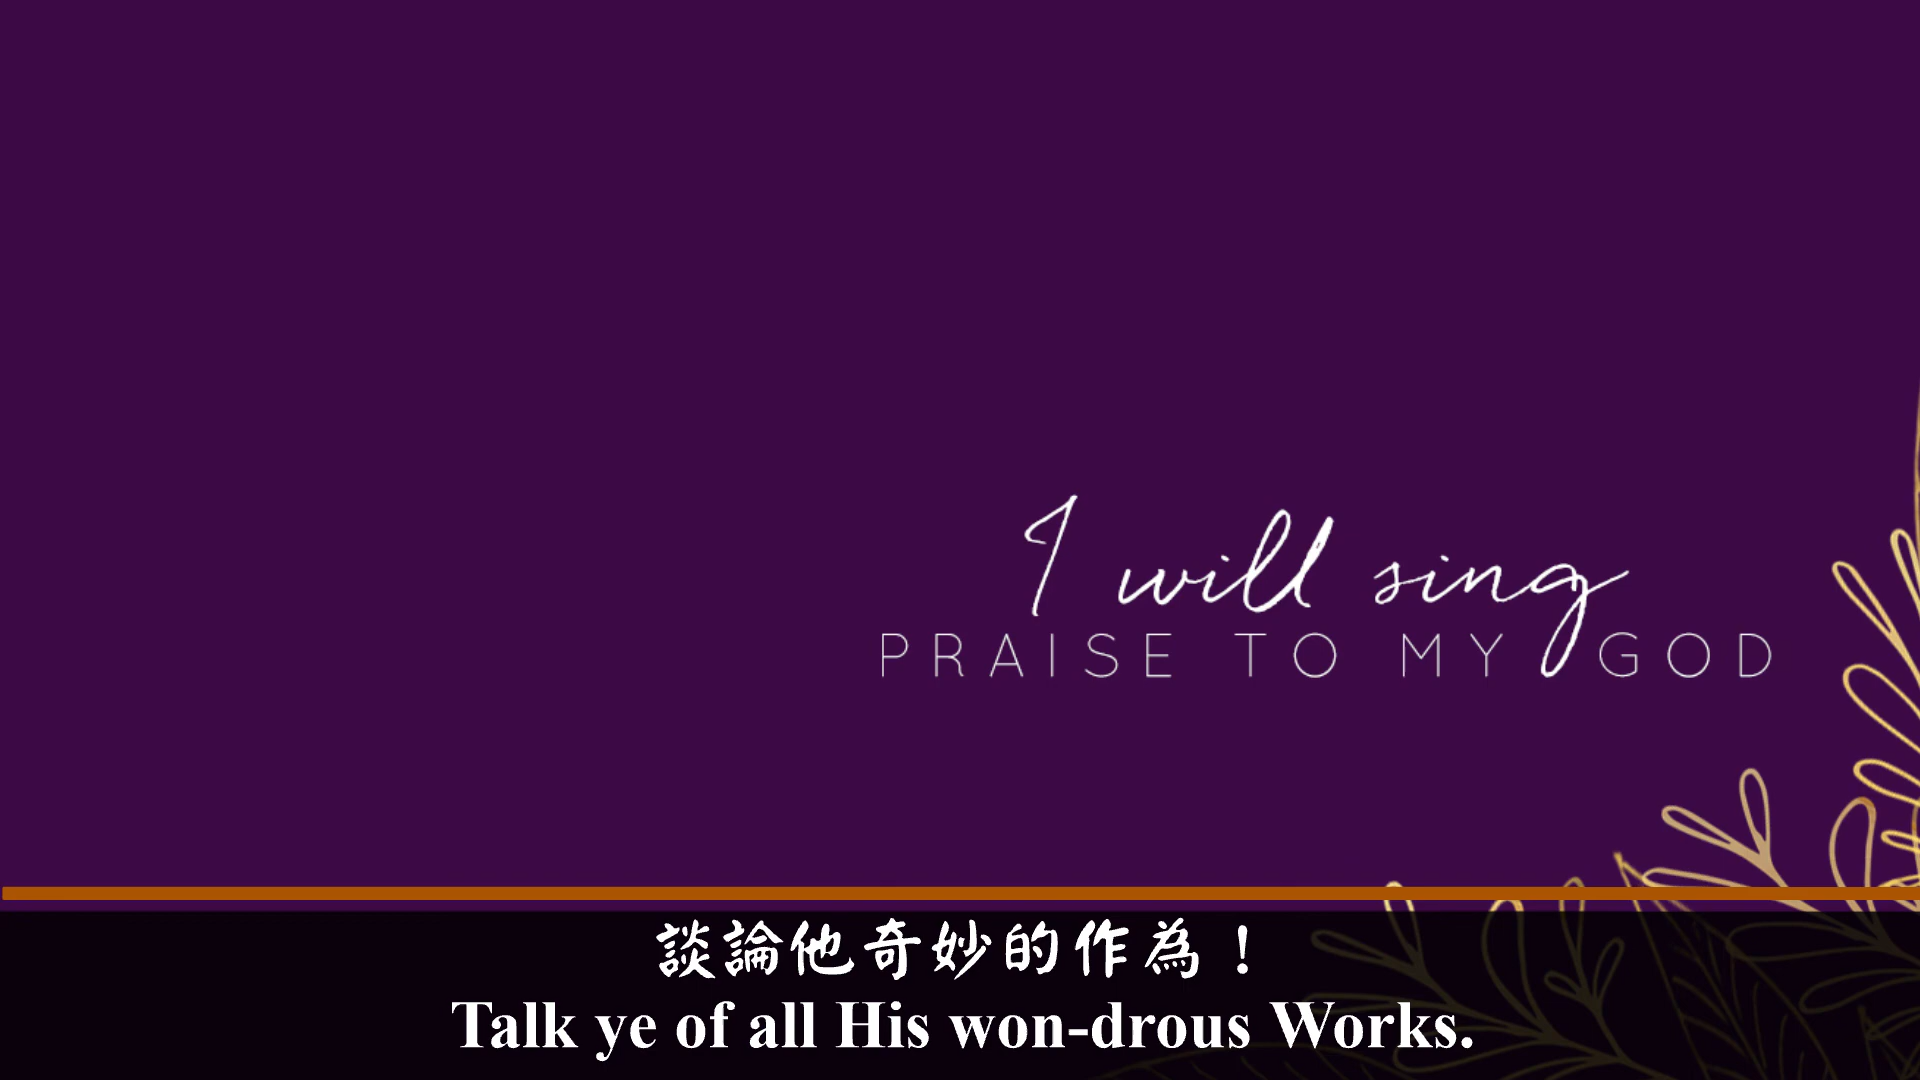 I will sing
PRAISE TO MY GOD
談論他奇妙的作為！
Talk ye of all His won-drous Works.